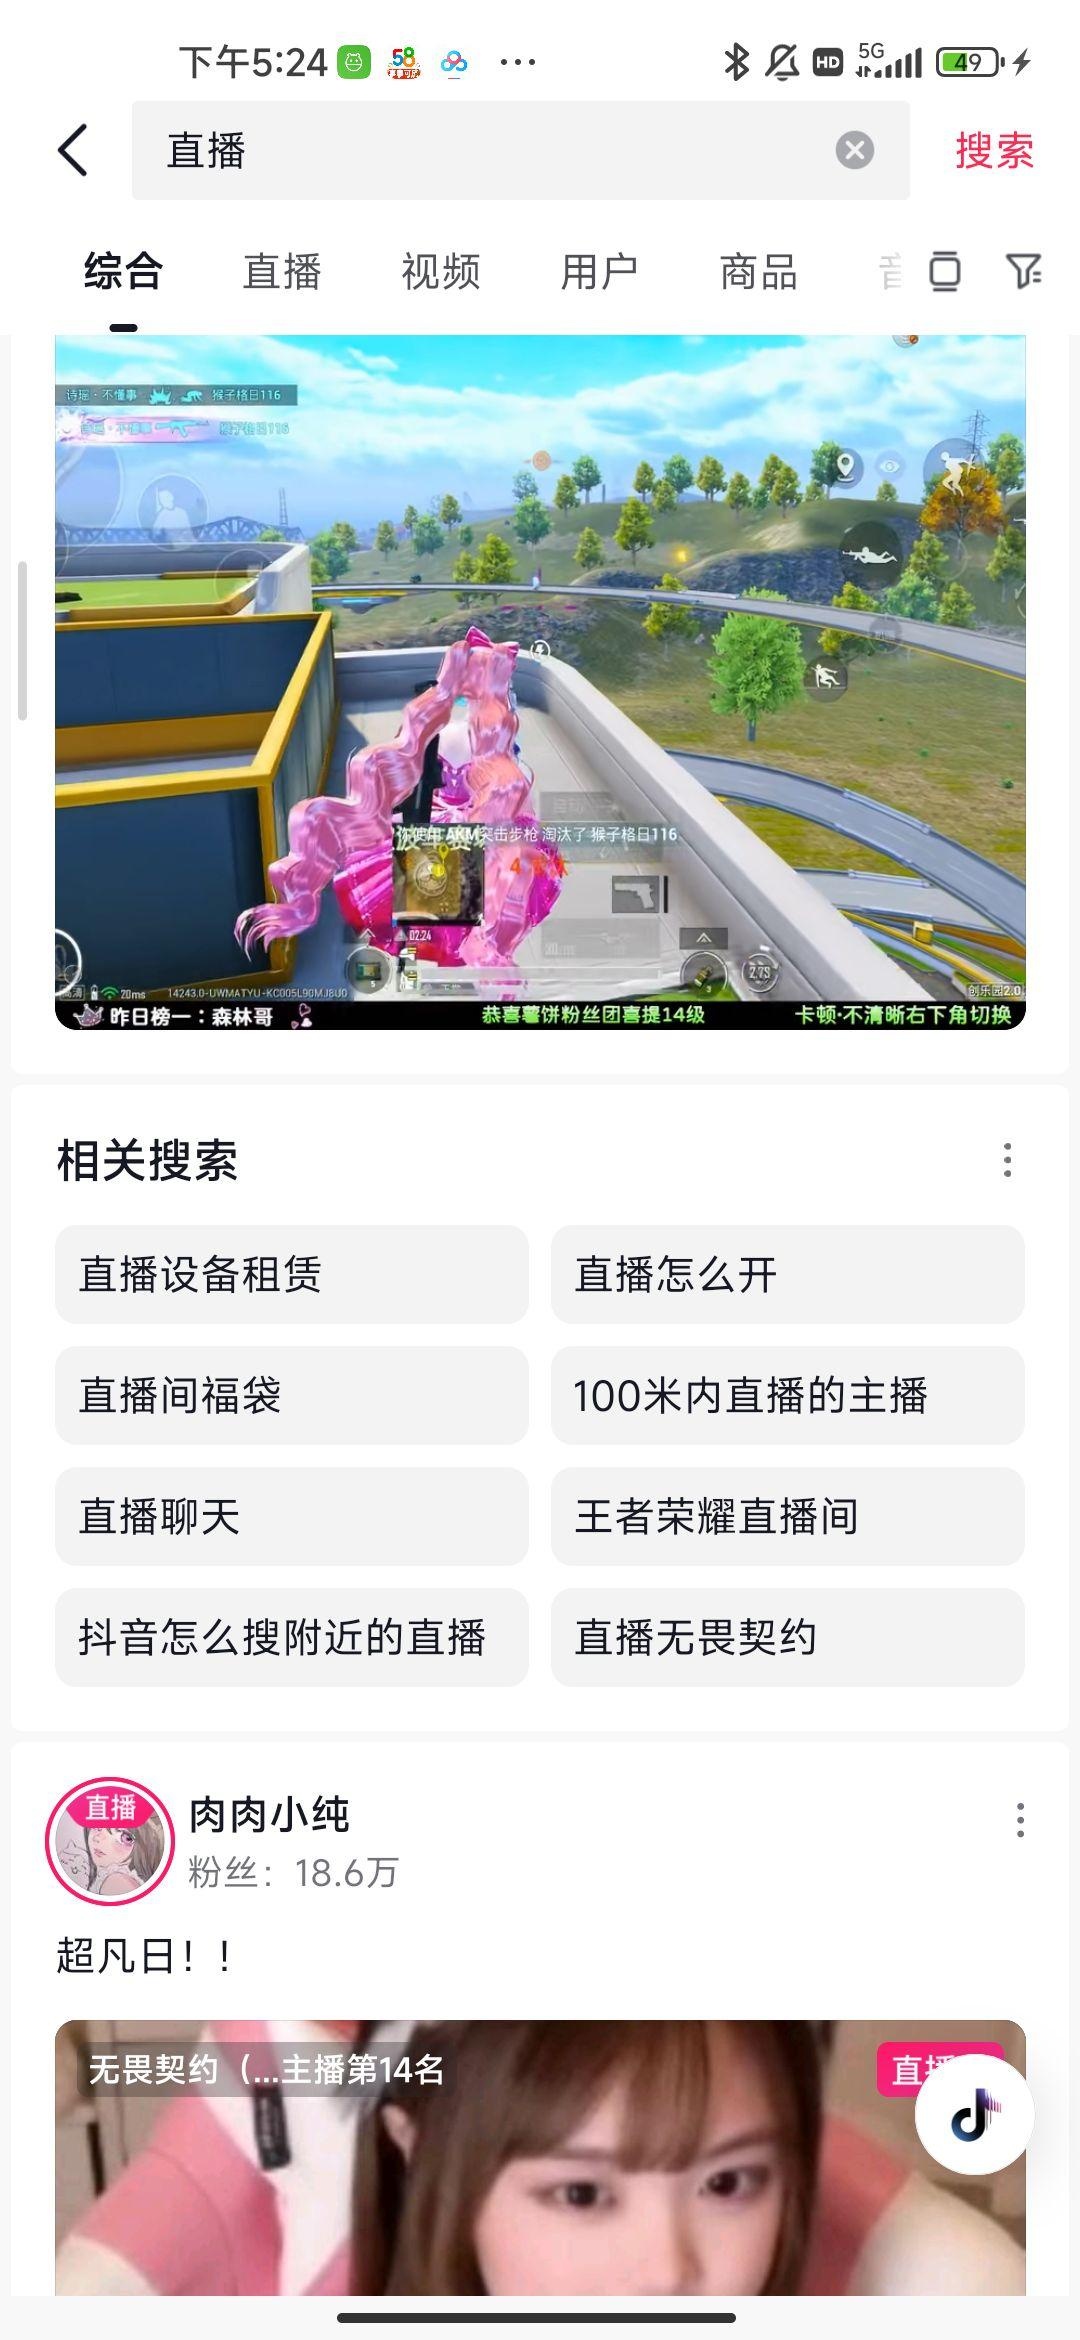 下午5:24
HD
5G
49
直播
搜索
综合
直播
视频
用户
商品
诗瑶·不懂事
猴子格日116
你使用 AKM突击步枪 淘汰了 猴子格日116
4 淘汰
02:24
高清
20ms
14243.0-UWMATYU-KC005L90MJ8U0
创乐园2.0
昨日榜一：森林哥
恭喜薯饼粉丝团喜提14级
卡顿·不清晰右下角切换
相关搜索
直播设备租赁
直播怎么开
直播间福袋
100米内直播的主播
直播聊天
王者荣耀直播间
抖音怎么搜附近的直播
直播无畏契约
直播
肉肉小纯
粉丝：18.6万
超凡日！！
无畏契约（...主播第14名